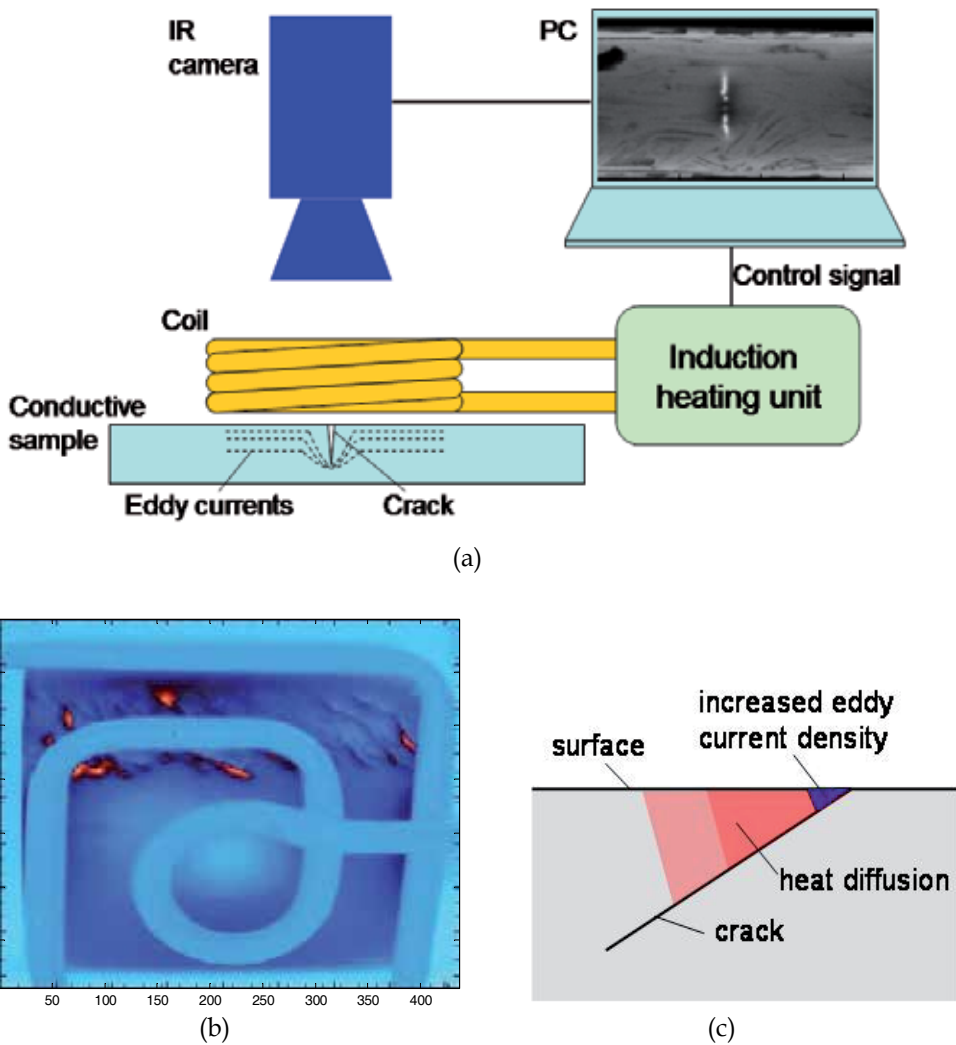 IR
camera
PC
Control signal
Coil
Induction
heating unit
Conductive
sample
Eddy currents
Crack
(a)
increased eddy
current density
surface
heat diffusion
crack
50 100 150 200 250 300 350 400
(b)
(c)